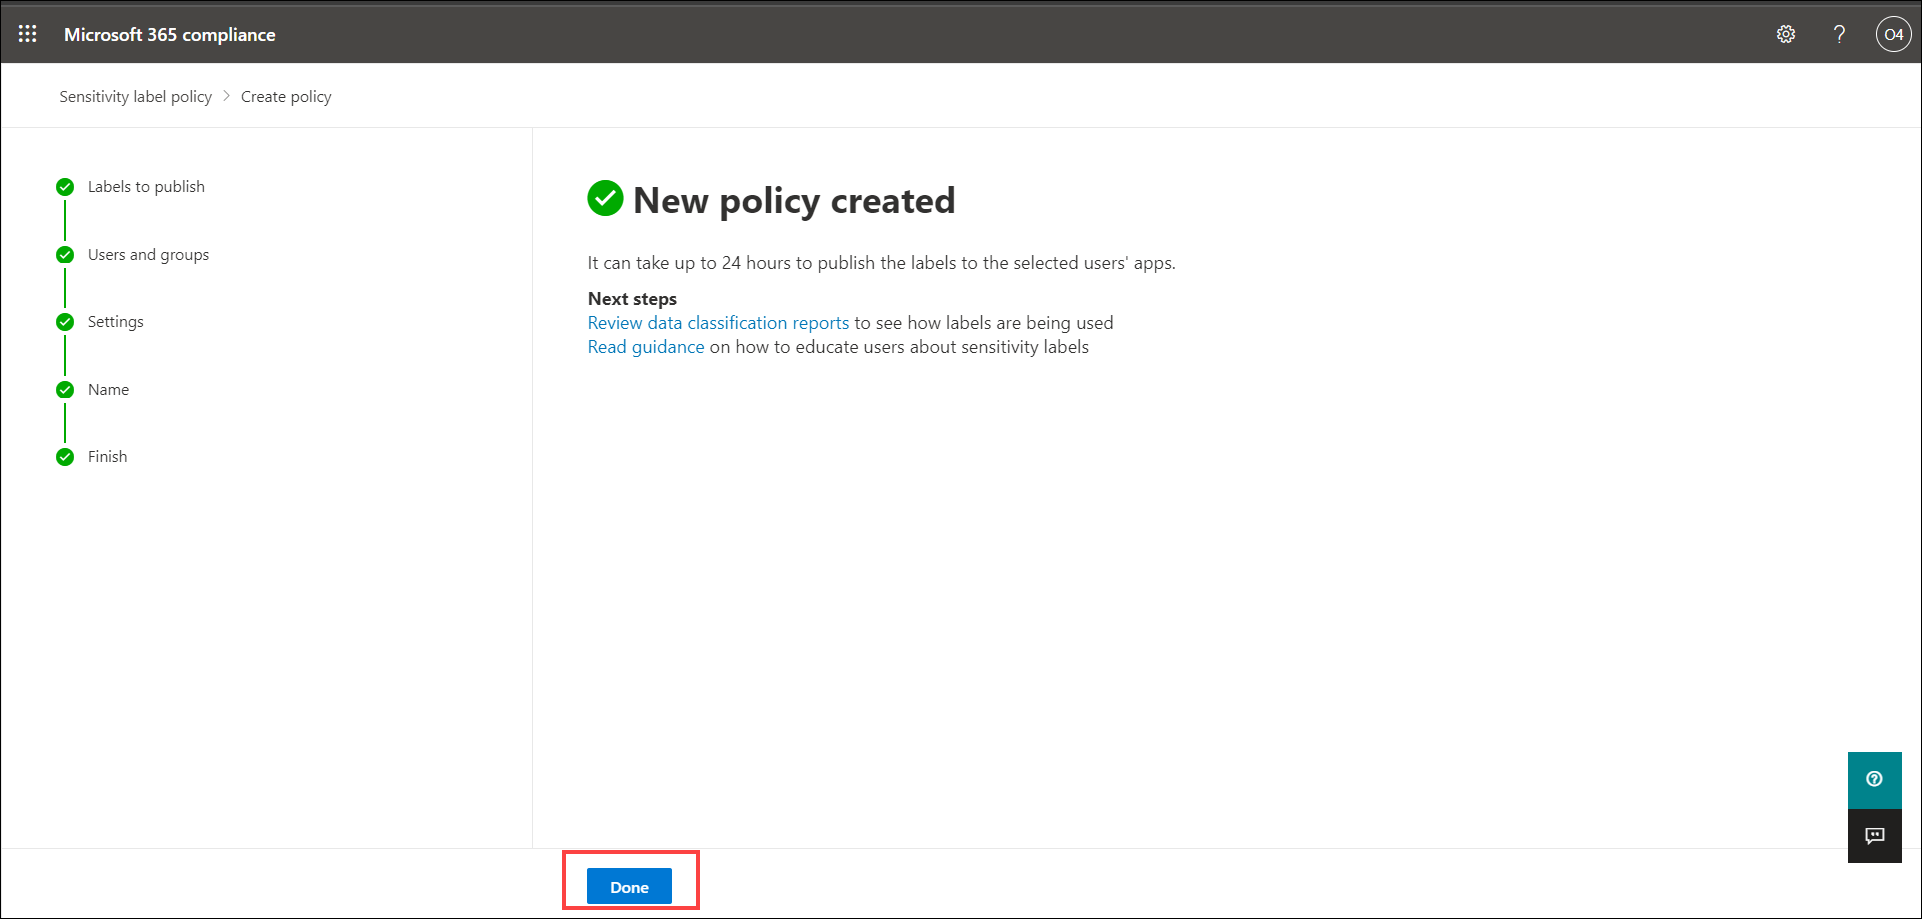 Microsoft 365 compliance
?
O4
Sensitivity label policy > Create policy
Labels to publish
Users and groups
Settings
Name
Finish
New policy created
It can take up to 24 hours to publish the labels to the selected users' apps.
Next steps
Review data classification reports to see how labels are being used
Read guidance on how to educate users about sensitivity labels
Done